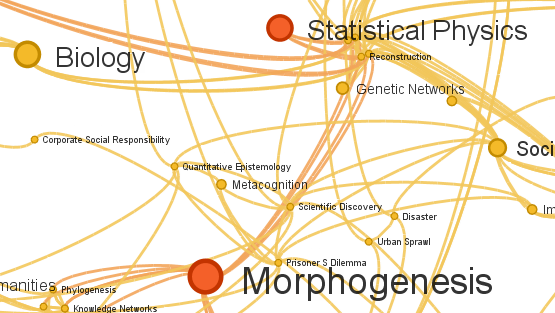 Statistical Physics
Biology
Reconstruction
Genetic Networks
Corporate Social Responsibility
Soci
Quantitative Epistemology
Metacognition
Scientific Discovery
Im
Disaster
Urban Sprawl
Prisoner S Dilemma
Morphogenesis
manities
Phylogenesis
Knowledge Networks